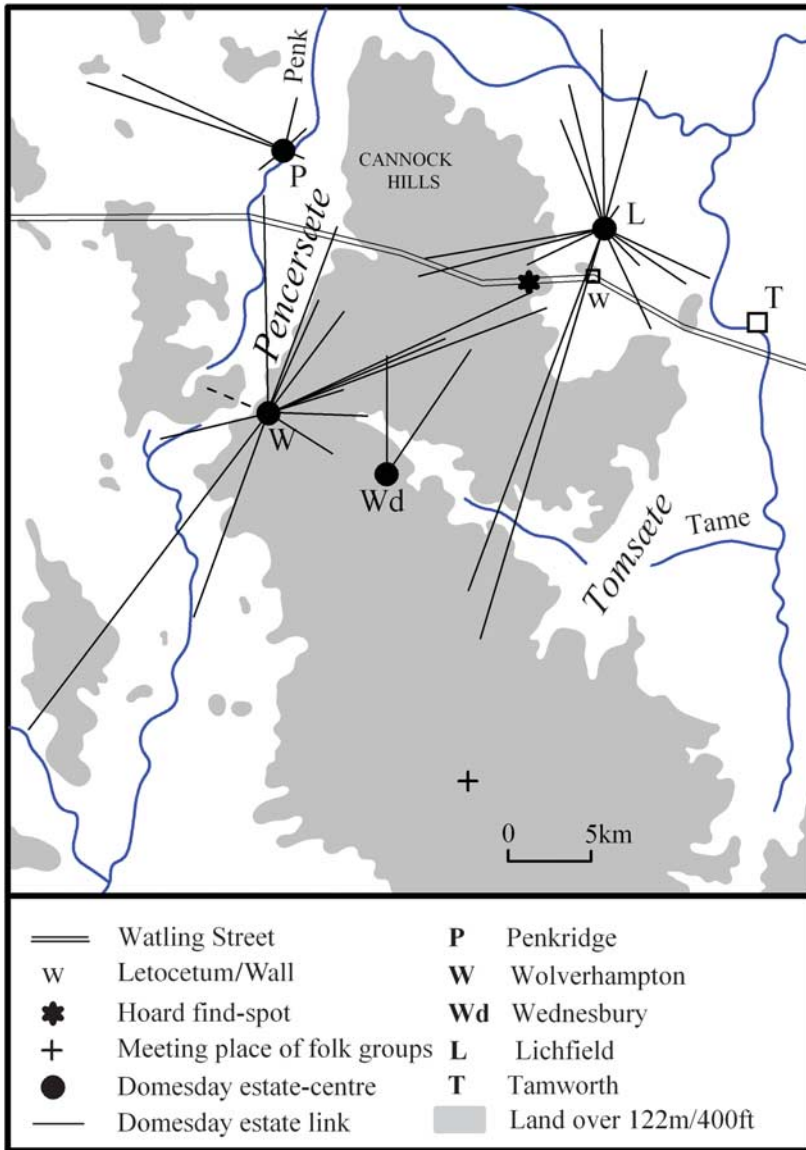 Penk
P
CANNOCK
HILLS
L
Pencersæte
w
T
W
Wd
Tomsæte
Tame
0 5km
Watling Street
w Letocetum/Wall
Hoard find-spot
Meeting place of folk groups
Domesday estate-centre
Domesday estate link
P Penkridge
W Wolverhampton
Wd Wednesbury
L Lichfield
T Tamworth
Land over 122m/400ft